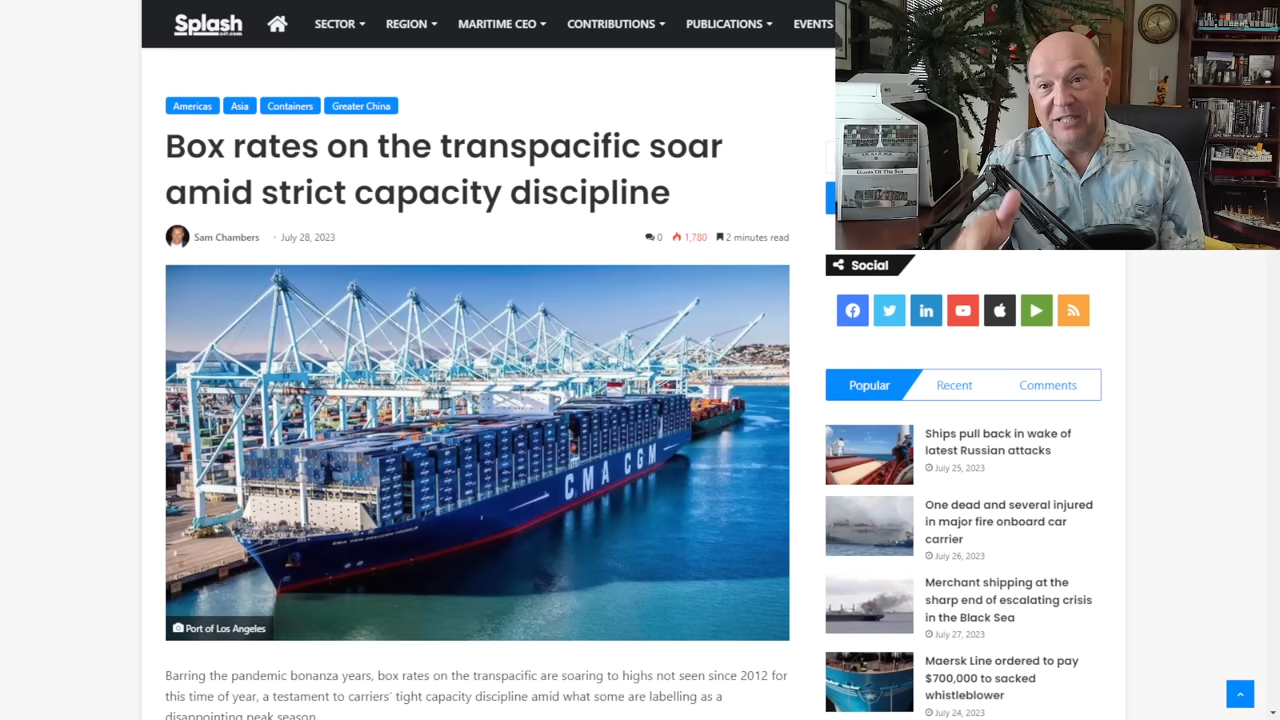 Splash
SECTOR REGION MARITIME CEO CONTRIBUTIONS PUBLICATIONS EVENTS
Americas Asia Containers Greater China
Box rates on the transpacific soar
amid strict capacity discipline
Sam Chambers - July 28, 2023 0 1,780 2 minutes read
CMA CGM
Port of Los Angeles
Barring the pandemic bonanza years, box rates on the transpacific are soaring to highs not seen since 2012 for
this time of year, a testament to carriers' tight capacity discipline amid what some are labelling as a
disappointing peak season.
Giants Of The Sea
Social
Popular Recent Comments
Ships pull back in wake of
latest Russian attacks
July 25, 2023
One dead and several injured
in major fire onboard car
carrier
July 26, 2023
Merchant shipping at the
sharp end of escalating crisis
in the Black Sea
July 27, 2023
Maersk Line ordered to pay
$700,000 to sacked
whistleblower
July 24, 2023